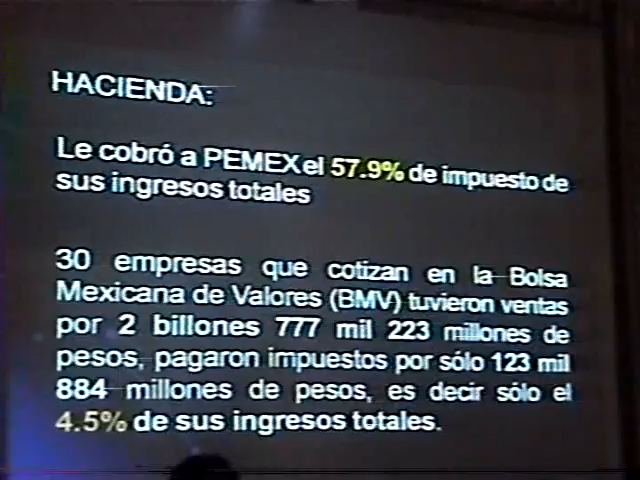 HACIENDA:
Le cobró a PEMEX el 57.9% de impuesto de
sus ingresos totales
30 empresas que cotizan en la Bolsa
Mexicana de Valores (BMV) tuvieron ventas
por 2 billones 777 mil 223 millones de
pesos, pagaron impuestos por sólo 123 mil
884 millones de pesos, es decir sólo el
4.5% de sus ingresos totales.